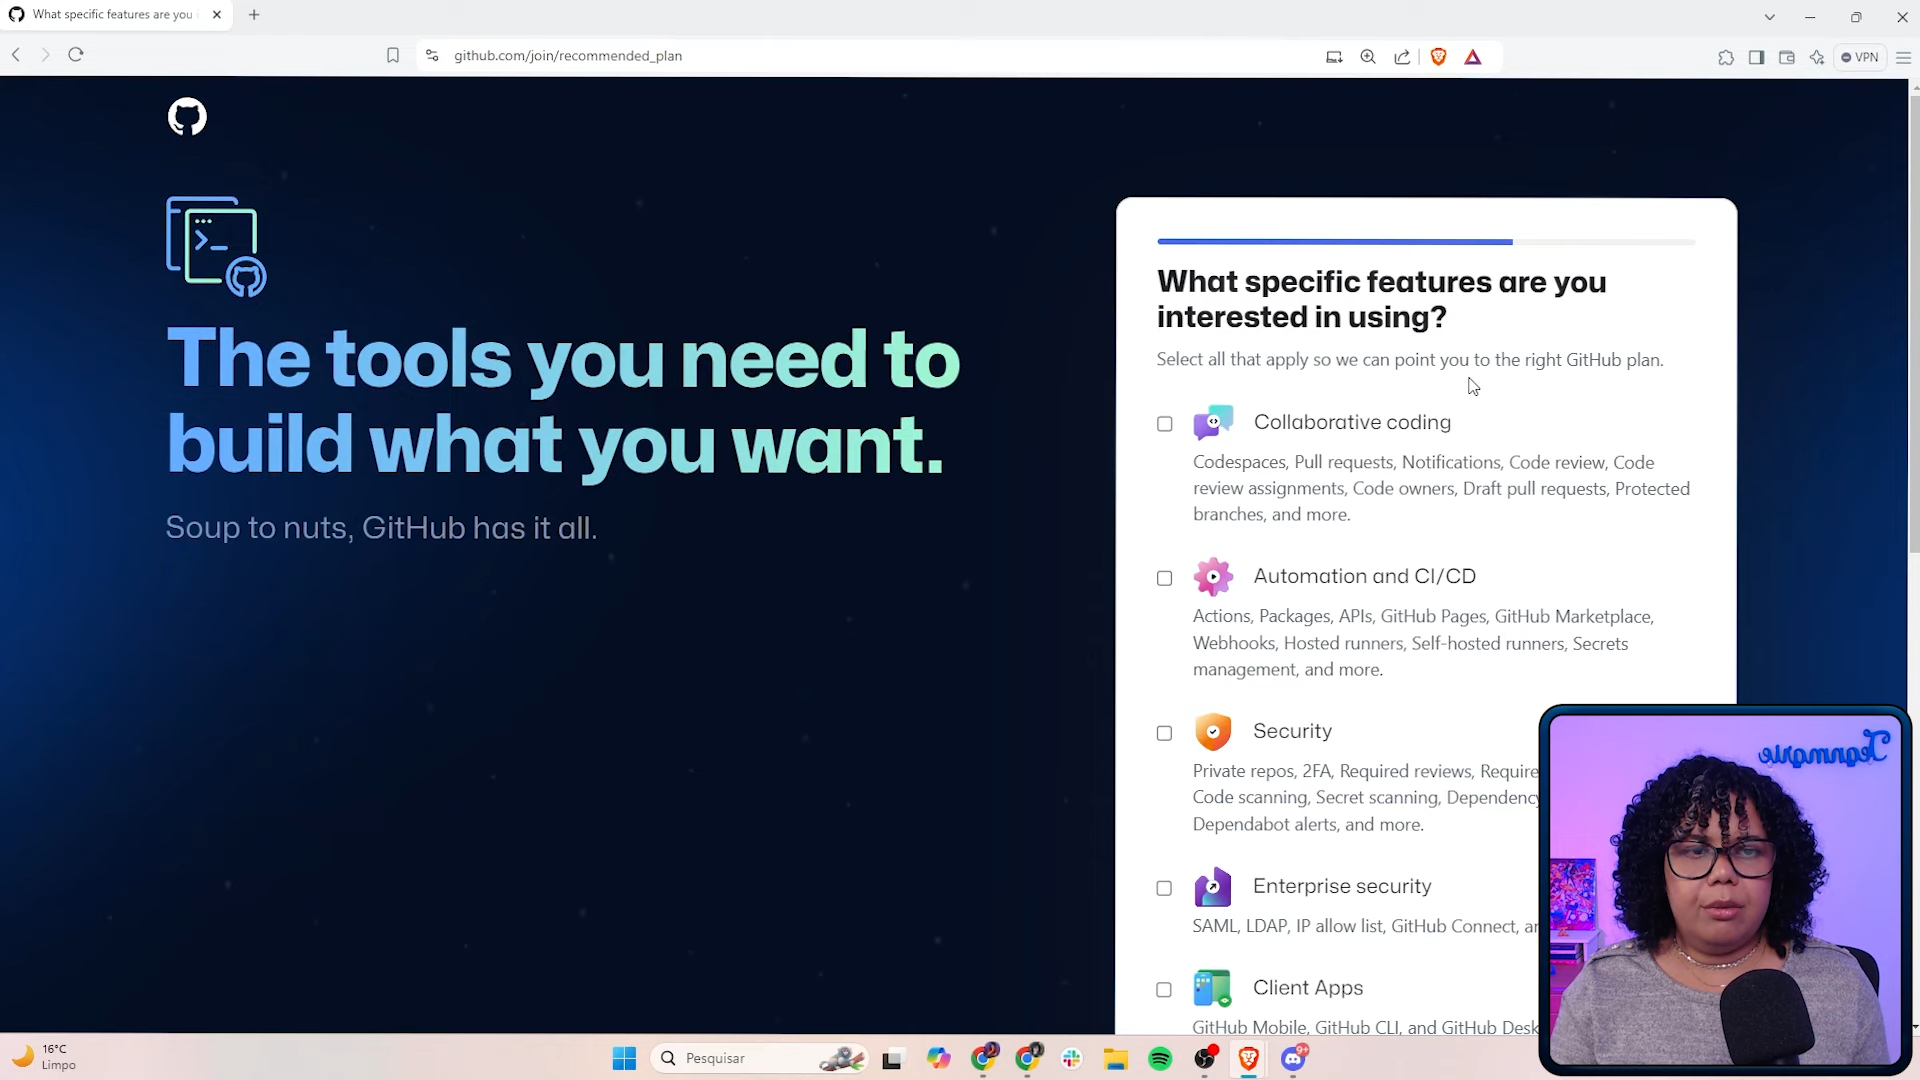 What specific features are you i
github.com/join/recommended_plan
VPN
The tools you need to
build what you want.
Soup to nuts, GitHub has it all.
What specific features are you
interested in using?
Select all that apply so we can point you to the right GitHub plan.
Collaborative coding
Codespaces, Pull requests, Notifications, Code review, Code
review assignments, Code owners, Draft pull requests, Protected
branches, and more.
Automation and CI/CD
Actions, Packages, APIs, GitHub Pages, GitHub Marketplace,
Webhooks, Hosted runners, Self-hosted runners, Secrets
management, and more.
Security
Private repos, 2FA, Required reviews, Require
Code scanning, Secret scanning, Dependency
Dependabot alerts, and more.
Enterprise security
SAML, LDAP, IP allow list, GitHub Connect, an
Client Apps
GitHub Mobile, GitHub CLI, and GitHub Desk
Jeanmarie
16°C
Limpo
Pesquisar
9+